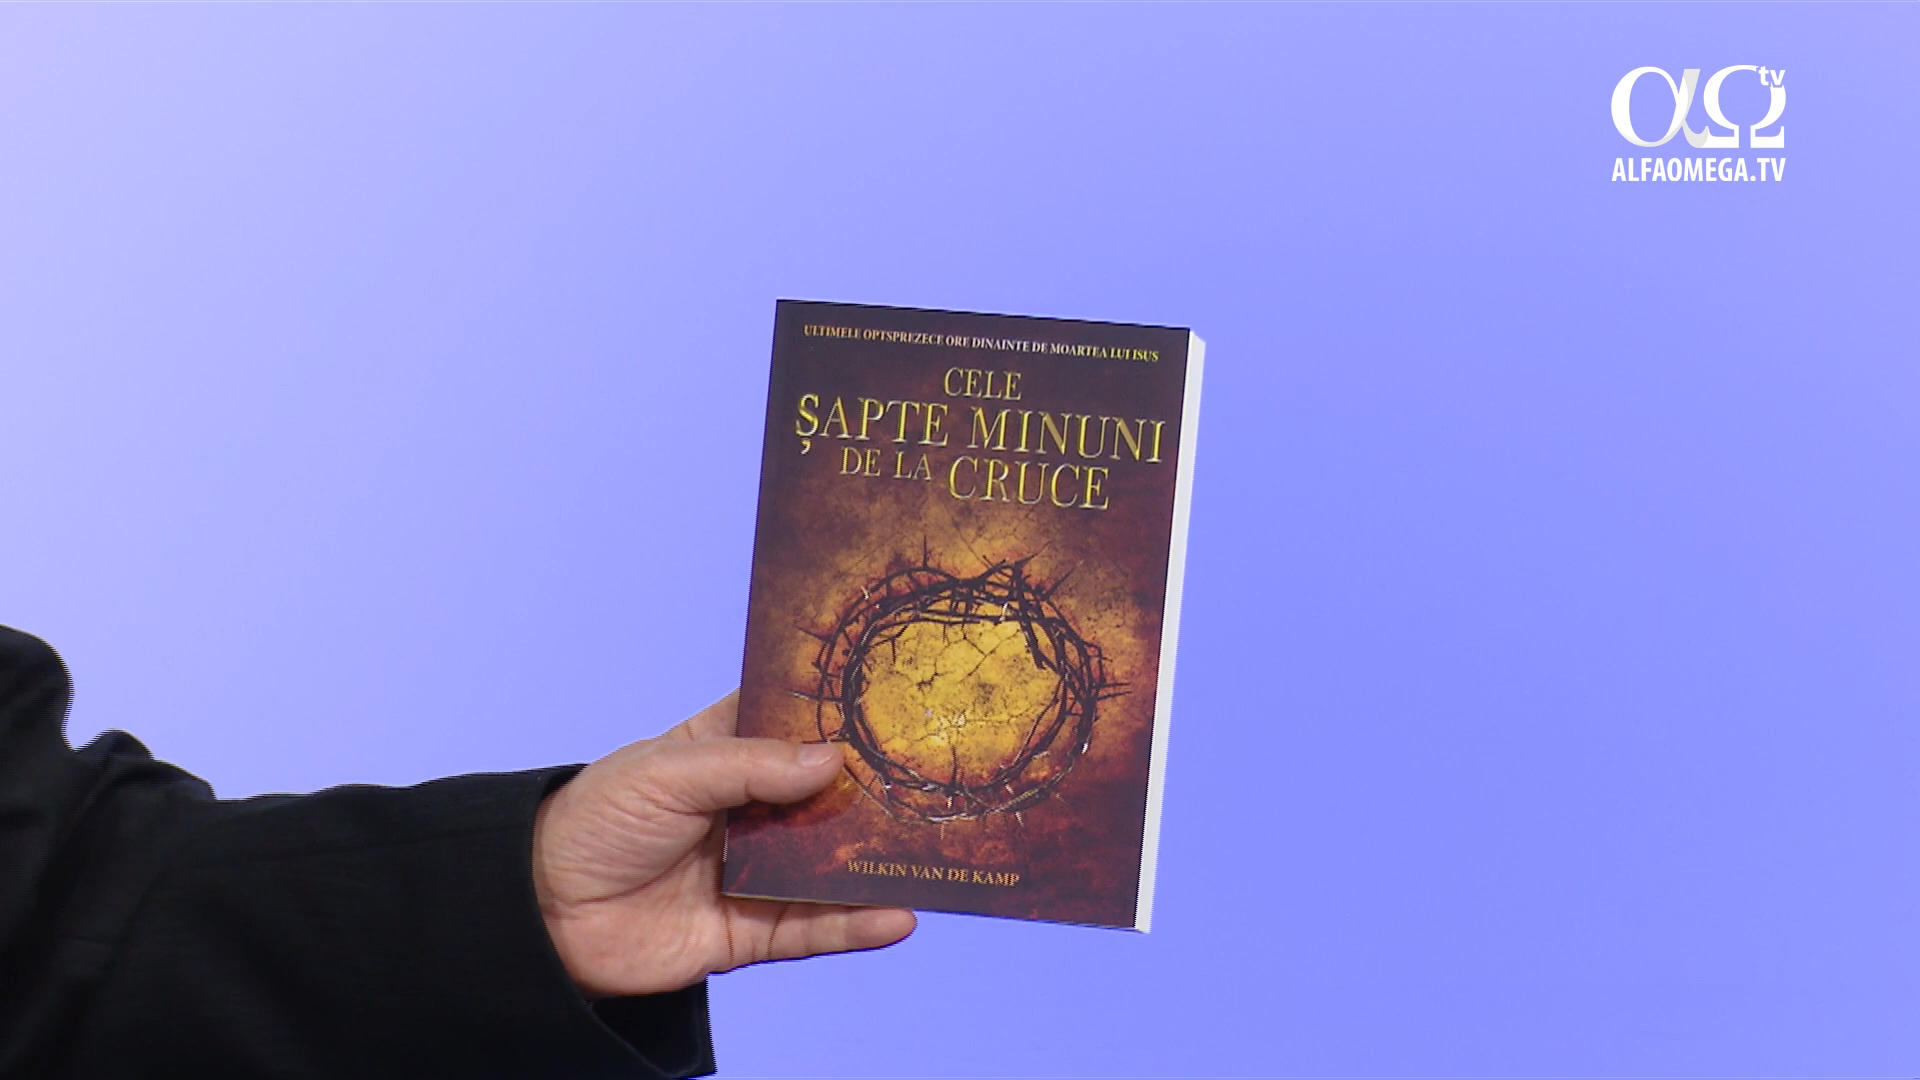 tv
ALFAOMEGA.TV
ULTIMELE OPTSPREZECE ORE DINAINTE DE MOARTEA LUI ISUS
CELE
ȘAPTE MINUNI
DE LA CRUCE
WILKIN VAN DE KAMP